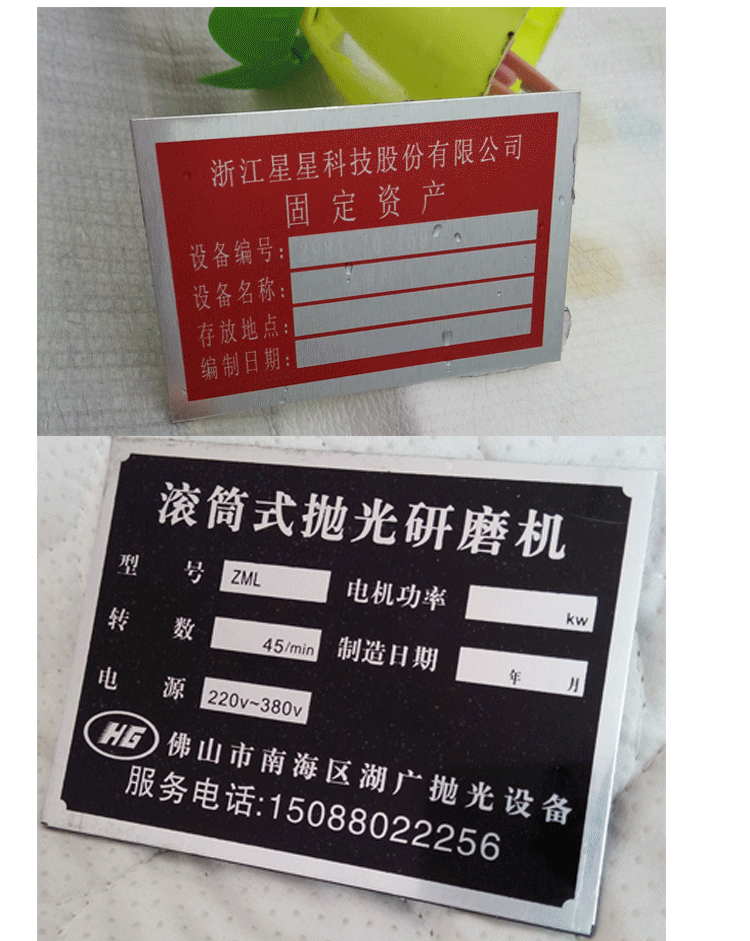 浙江星星科技股份有限公司
固定资产
设备编号:
设备名称:
存放地点:
编制日期:
滚筒式抛光研磨机
型号 ZML 电机功率 kw
转数 45/min 制造日期 年 月
电源 220v~380v
HG 佛山市南海区湖广抛光设备
服务电话:15088022256